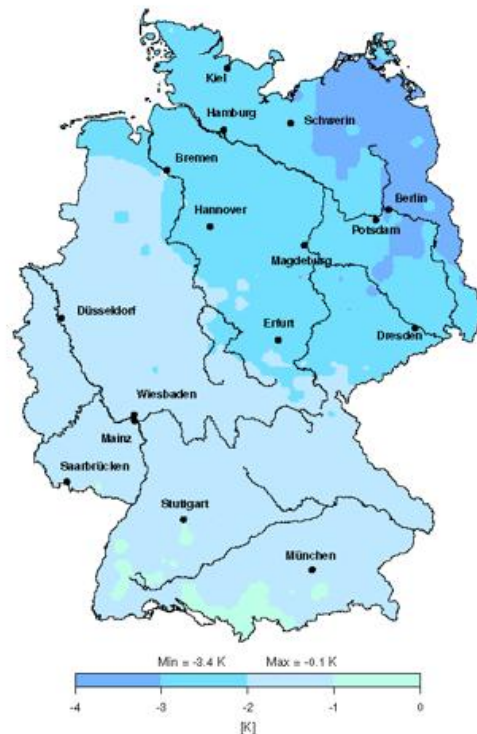 Kiel
Hamburg
Schwerin
Bremen
Berlin
Hannover
Potsdam
Magdeburg
Düsseldorf
Erfurt
Dresden
Wiesbaden
Mainz
Saarbrücken
Stuttgart
München
Min = -3.4 K Max = -0.1 K
-4 -3 -2 -1 0
[K]